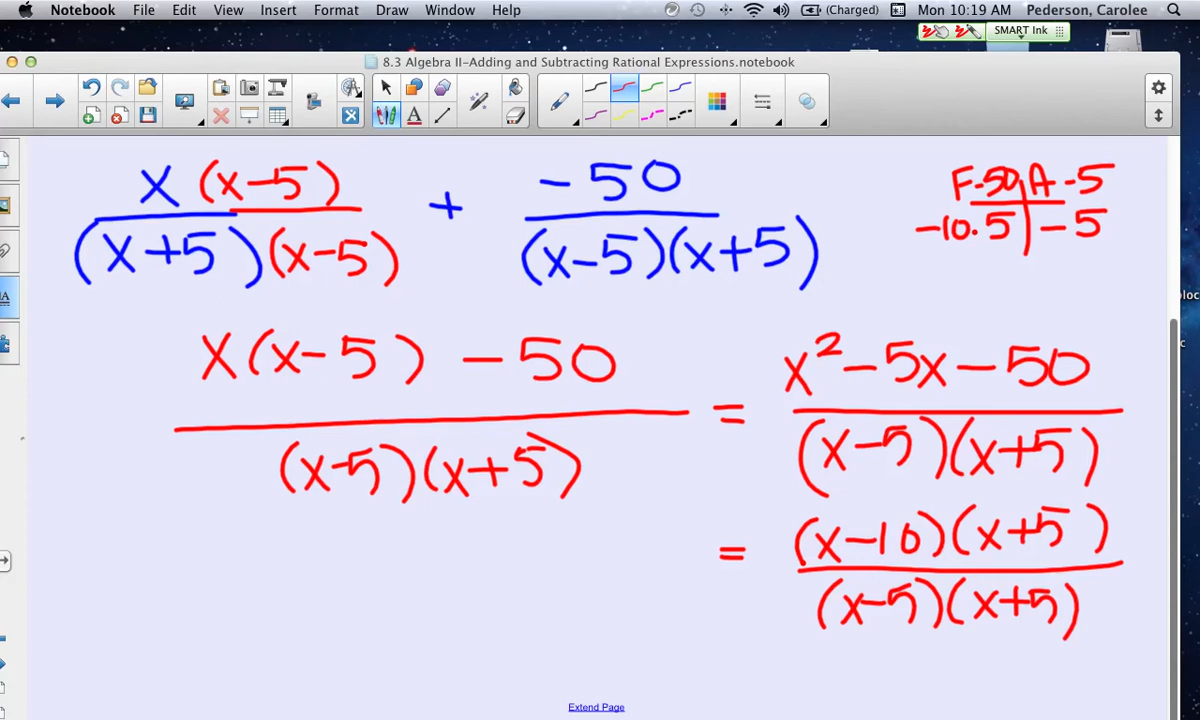 Notebook File Edit View Insert Format Draw Window Help (Charged) Mon 10:19 AM Pederson, Carolee
SMART Ink
8.3 Algebra II-Adding and Subtracting Rational Expressions.notebook
A
x(x-5) + -50
(x+5)(x-5) (x-5)(x+5)
F-50 A-5
-10.5 -5
x(x-5) -50
(x-5)(x+5)
= x²-5x-50
(x-5)(x+5)
= (x-10)(x+5)
(x-5)(x+5)
Extend Page